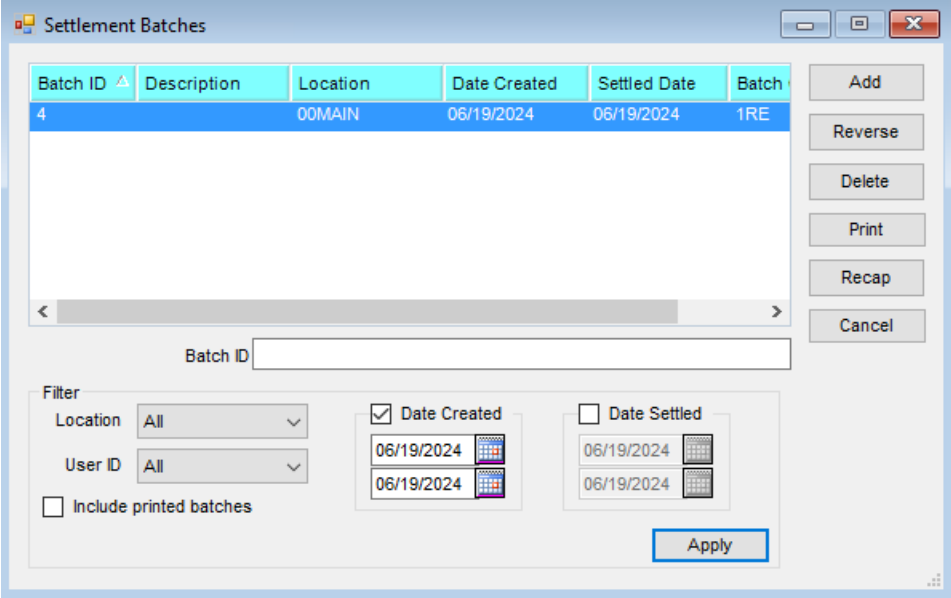 Settlement Batches
Batch ID Description Location Date Created Settled Date Batch
4 00MAIN 06/19/2024 06/19/2024 1RE
Add
Reverse
Delete
Print
Recap
Cancel
Batch ID
Filter
Location All
User ID All
Include printed batches
Date Created
06/19/2024
06/19/2024
Date Settled
06/19/2024
06/19/2024
Apply